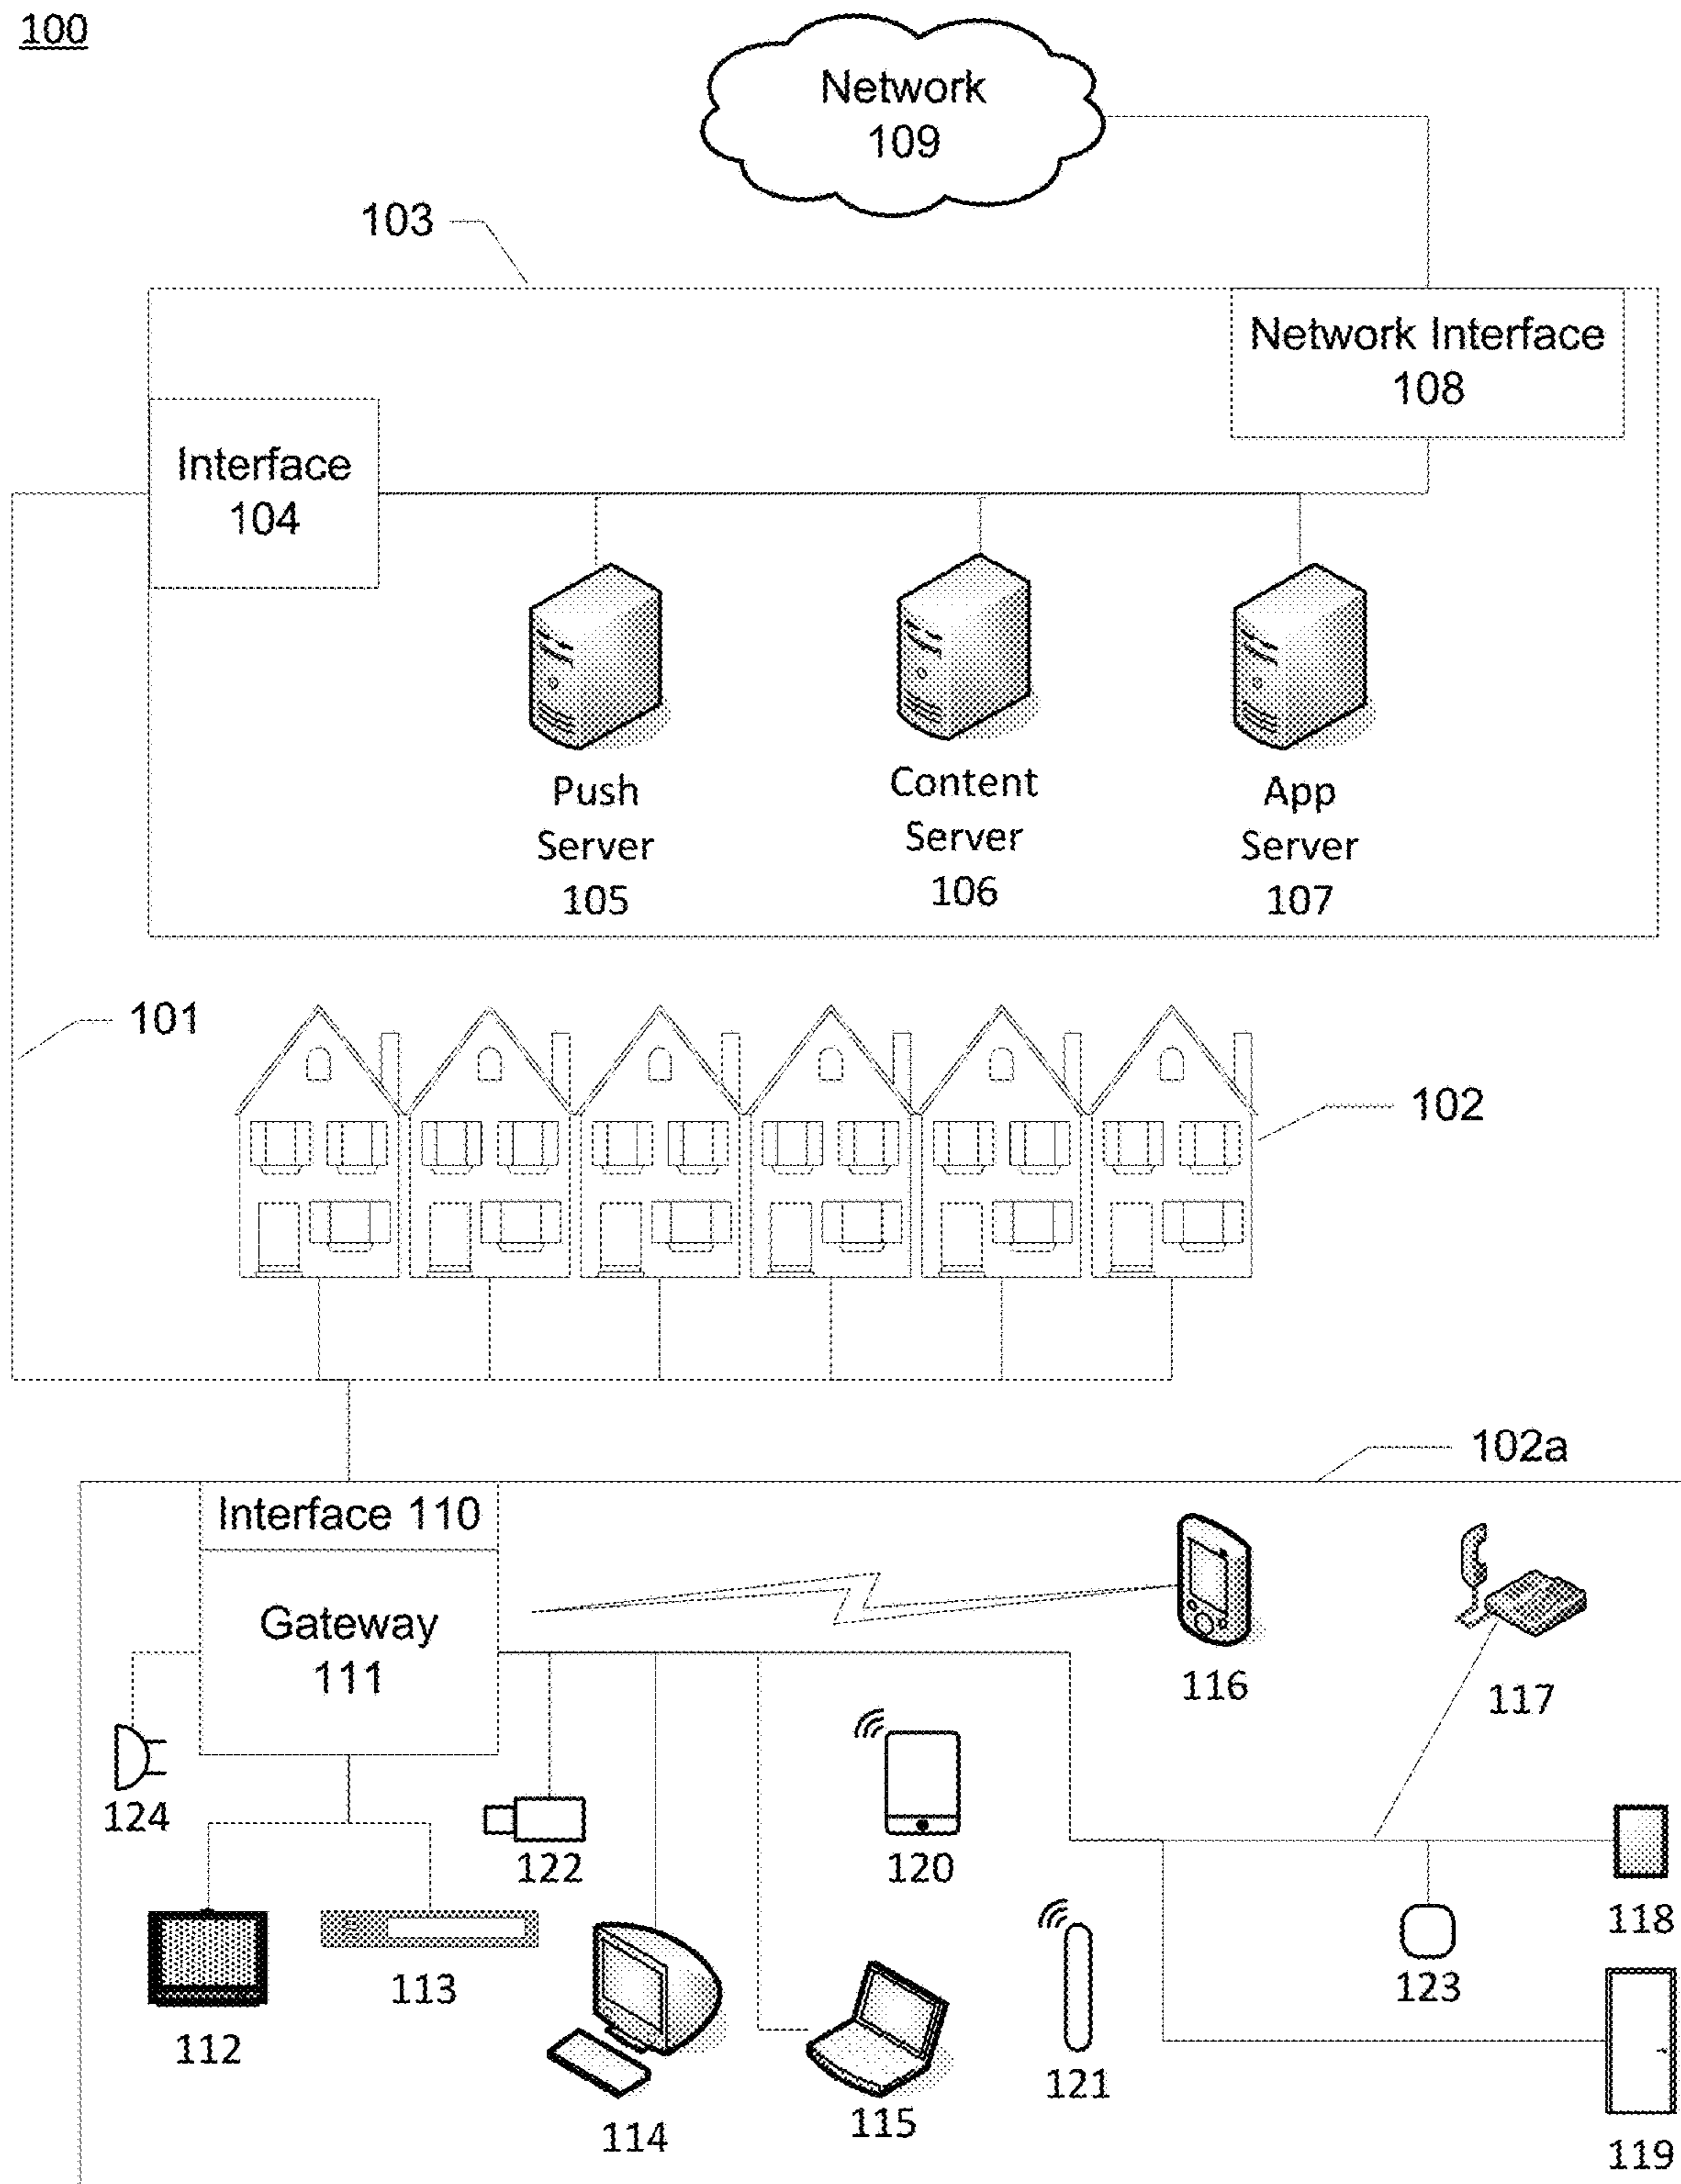 100
Network
109
103
Network Interface
108
Interface
104
Push
Server
105
Content
Server
106
App
Server
107
101
102
102a
Interface 110
Gateway
111
116
117
124
122
120
118
123
113
112
121
115
114
119